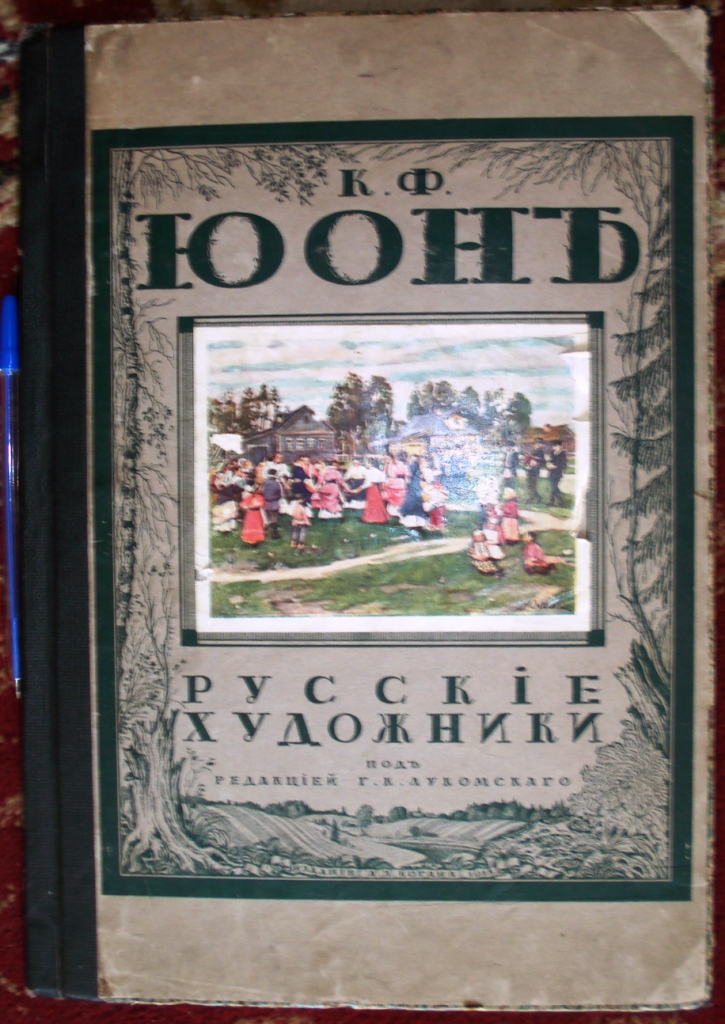 К. Ф.
ЮОНЪ
РУССКІЕ
ХУДОЖНИКИ
ПОДЪ
РЕДАКЦІЕЙ Г. К. ЛУКОМСКАГО